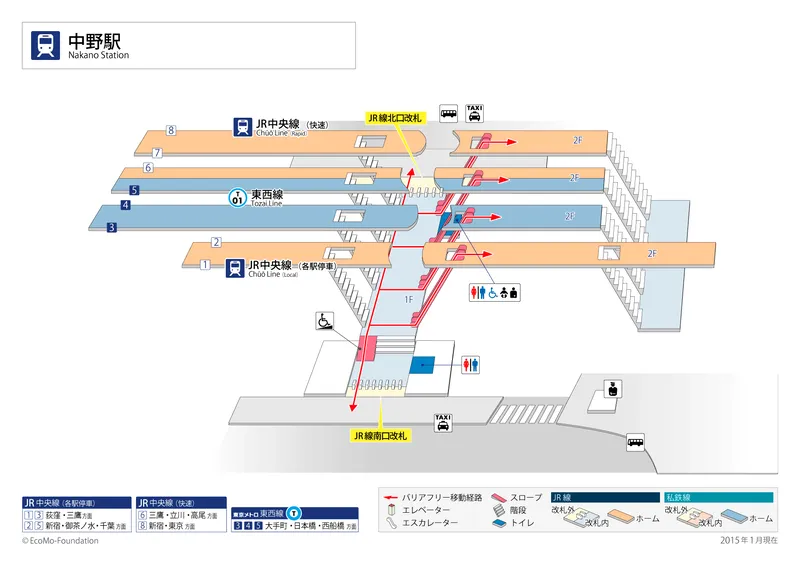 中野駅
Nakano Station
JR線北口改札
TAXI
JR中央線（快速）
Chūō Line (Rapid)
8
7
2F
6
5
2F
T
01
東西線
Tozai Line
4
3
2F
2
1
JR中央線（各駅停車）
Chūō Line (Local)
2F
1F
TAXI
JR線南口改札
JR中央線（各駅停車）
1 3 荻窪・三鷹方面
2 5 新宿・御茶ノ水・千葉方面
JR中央線（快速）
6 三鷹・立川・高尾方面
8 新宿・東京方面
東京メトロ 東西線 T
3 4 5 大手町・日本橋・西船橋方面
バリアフリー移動経路
エレベーター
エスカレーター
スロープ
階段
トイレ
JR線
改札外
改札内
ホーム
私鉄線
改札外
改札内
ホーム
© EcoMo-Foundation
2015年1月現在